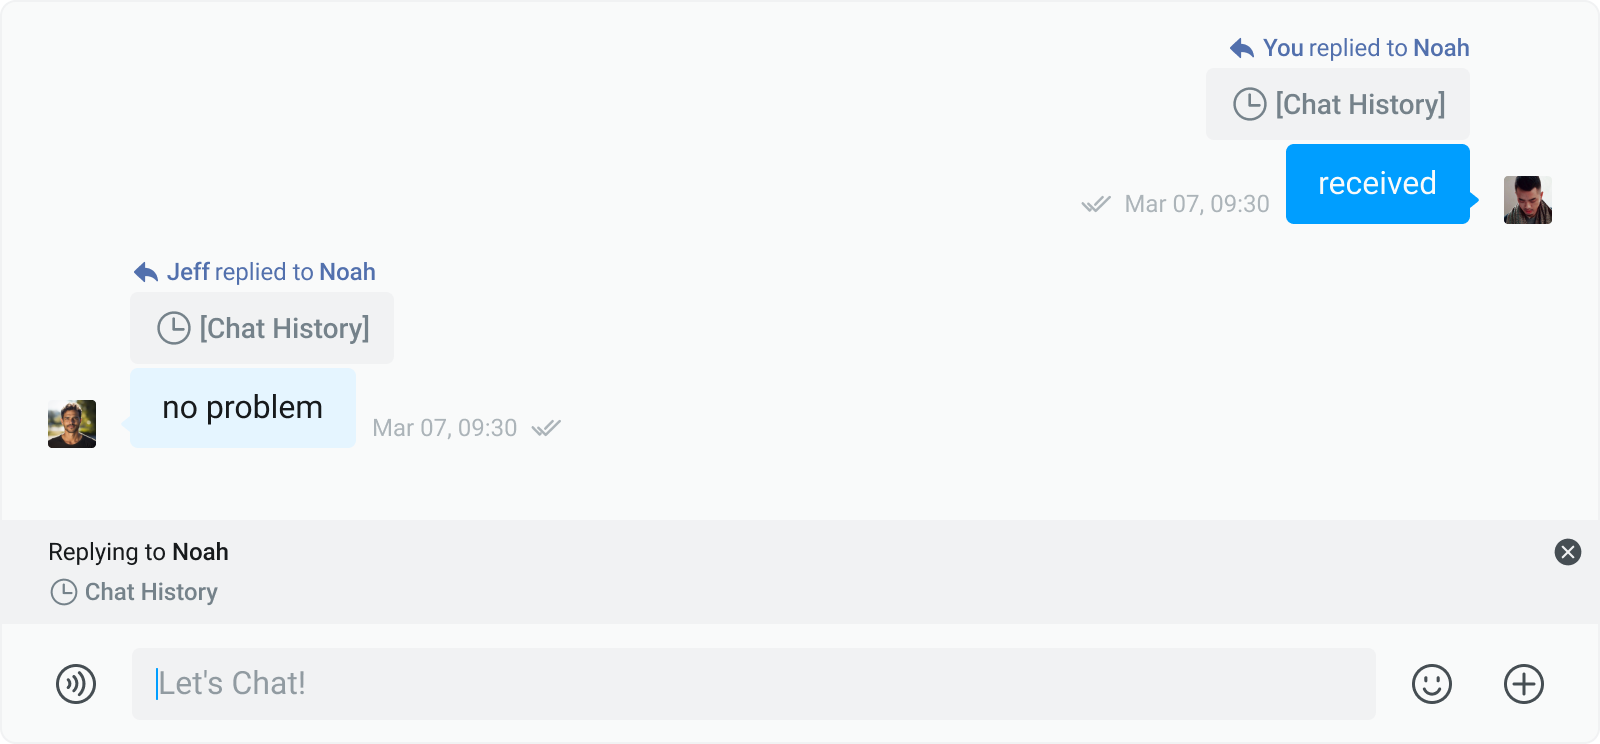 You replied to Noah
[Chat History]
received
Mar 07, 09:30
Jeff replied to Noah
[Chat History]
no problem
Mar 07, 09:30
Replying to Noah
Chat History
Let's Chat!